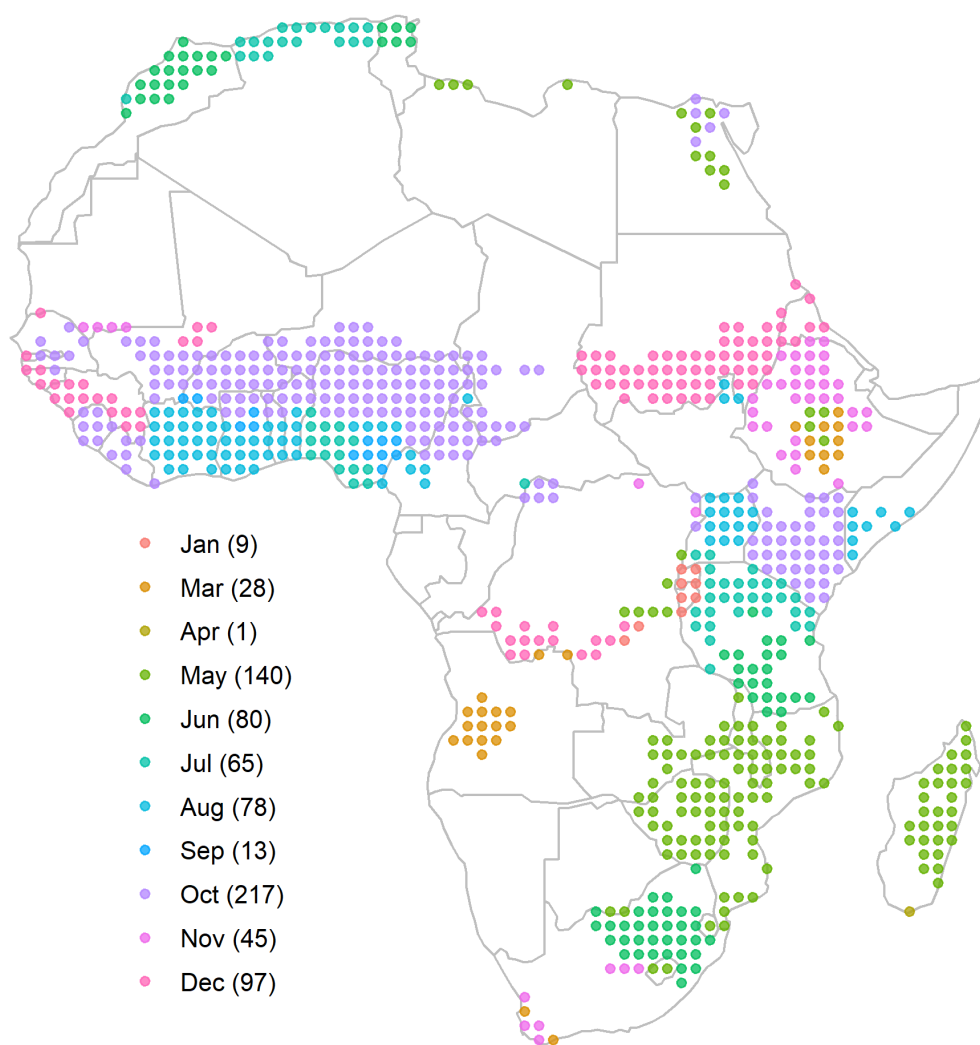 Jan (9)
Mar (28)
Apr (1)
May (140)
Jun (80)
Jul (65)
Aug (78)
Sep (13)
Oct (217)
Nov (45)
Dec (97)